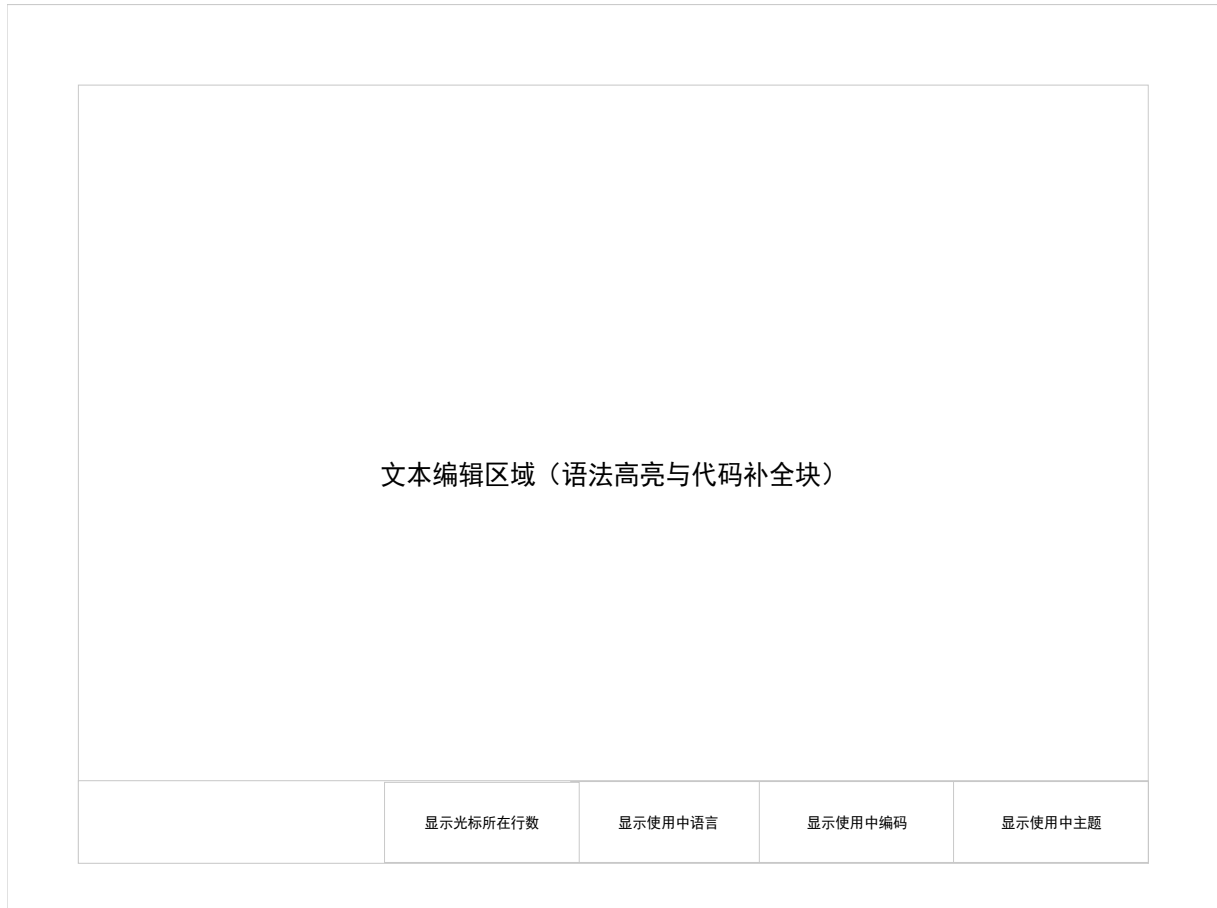 文本编辑区域（语法高亮与代码补全块）
显示光标所在行数
显示使用中语言
显示使用中编码
显示使用中主题